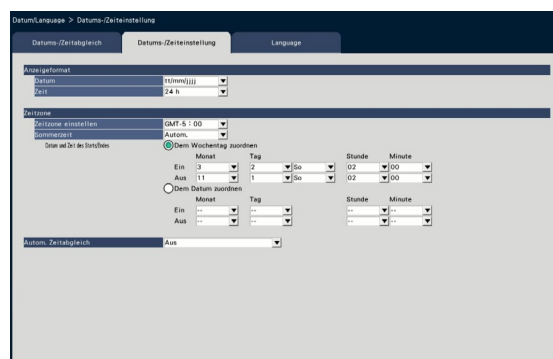 Datum/Language > Datums-/Zeiteinstellung
Datums-/Zeitabgleich Datums-/Zeiteinstellung Language
Anzeigeformat
Datum tt/mm/jjjj
Zeit 24 h
Zeitzone
Zeitzone einstellen GMT-5:00
Sommerzeit Autom.
Datum und Zeit des Starts/Endes Dem Wochentag zuordnen
Monat Tag Stunde Minute
Ein 3 2 So 02 00
Aus 11 1 So 02 00
Dem Datum zuordnen
Monat Tag Stunde Minute
Ein -- -- -- --
Aus -- -- -- --
Autom. Zeitabgleich Aus